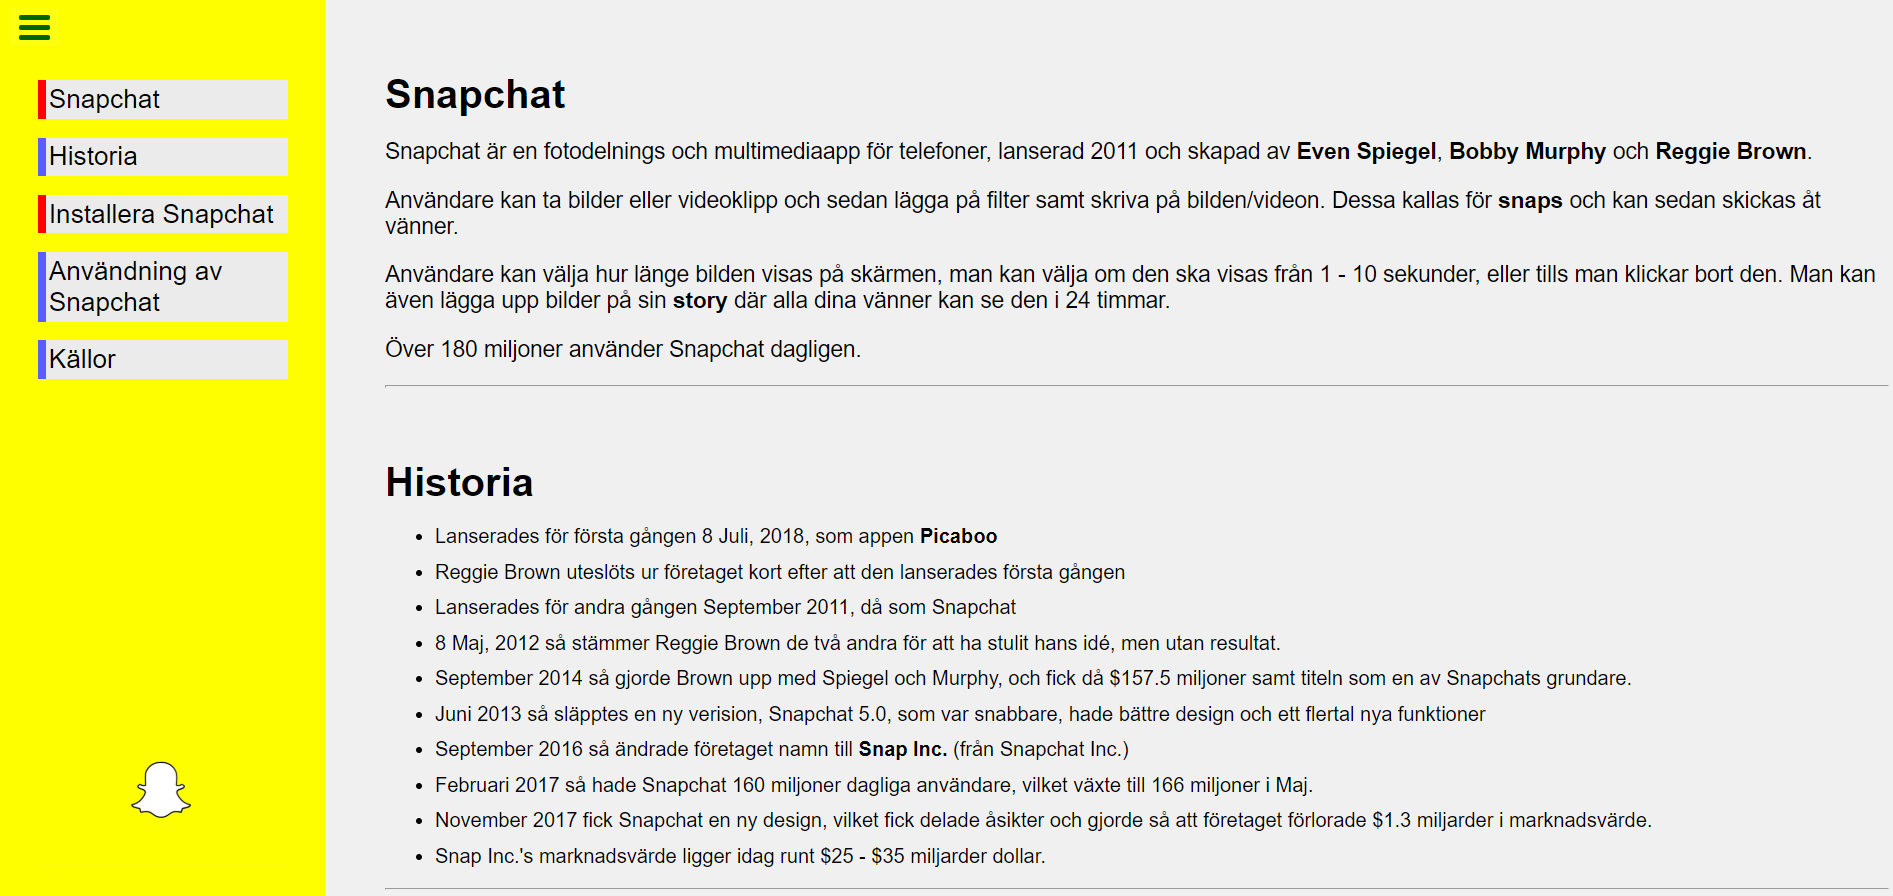 Snapchat
Historia
Installera Snapchat
Användning av
Snapchat
Källor
Snapchat
Snapchat är en fotodelnings och multimediaapp för telefoner, lanserad 2011 och skapad av Even Spiegel, Bobby Murphy och Reggie Brown.
Användare kan ta bilder eller videoklipp och sedan lägga på filter samt skriva på bilden/videon. Dessa kallas för snaps och kan sedan skickas åt
vänner.
Användare kan välja hur länge bilden visas på skärmen, man kan välja om den ska visas från 1 - 10 sekunder, eller tills man klickar bort den. Man kan
även lägga upp bilder på sin story där alla dina vänner kan se den i 24 timmar.
Över 180 miljoner använder Snapchat dagligen.
Historia
• Lanserades för första gången 8 Juli, 2018, som appen Picaboo
• Reggie Brown uteslöts ur företaget kort efter att den lanserades första gången
• Lanserades för andra gången September 2011, då som Snapchat
• 8 Maj, 2012 så stämmer Reggie Brown de två andra för att ha stulit hans idé, men utan resultat.
• September 2014 så gjorde Brown upp med Spiegel och Murphy, och fick då $157.5 miljoner samt titeln som en av Snapchats grundare.
• Juni 2013 så släpptes en ny verision, Snapchat 5.0, som var snabbare, hade bättre design och ett flertal nya funktioner
• September 2016 så ändrade företaget namn till Snap Inc. (från Snapchat Inc.)
• Februari 2017 så hade Snapchat 160 miljoner dagliga användare, vilket växte till 166 miljoner i Maj.
• November 2017 fick Snapchat en ny design, vilket fick delade åsikter och gjorde så att företaget förlorade $1.3 miljarder i marknadsvärde.
• Snap Inc.'s marknadsvärde ligger idag runt $25 - $35 miljarder dollar.